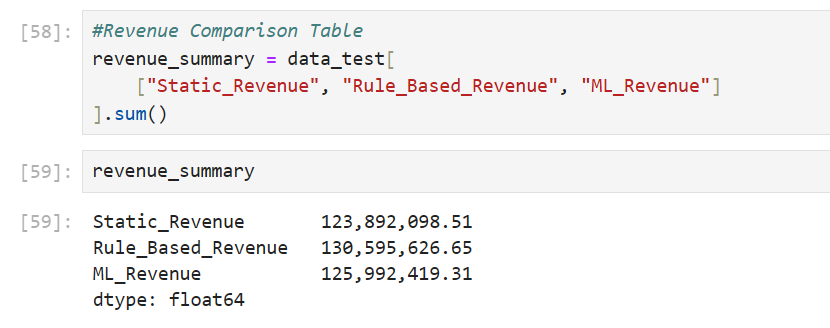 [58]: #Revenue Comparison Table
revenue_summary = data_test[
    ["Static_Revenue", "Rule_Based_Revenue", "ML_Revenue"]
].sum()
[59]: revenue_summary
[59]: Static_Revenue        123,892,098.51
Rule_Based_Revenue   130,595,626.65
ML_Revenue           125,992,419.31
dtype: float64